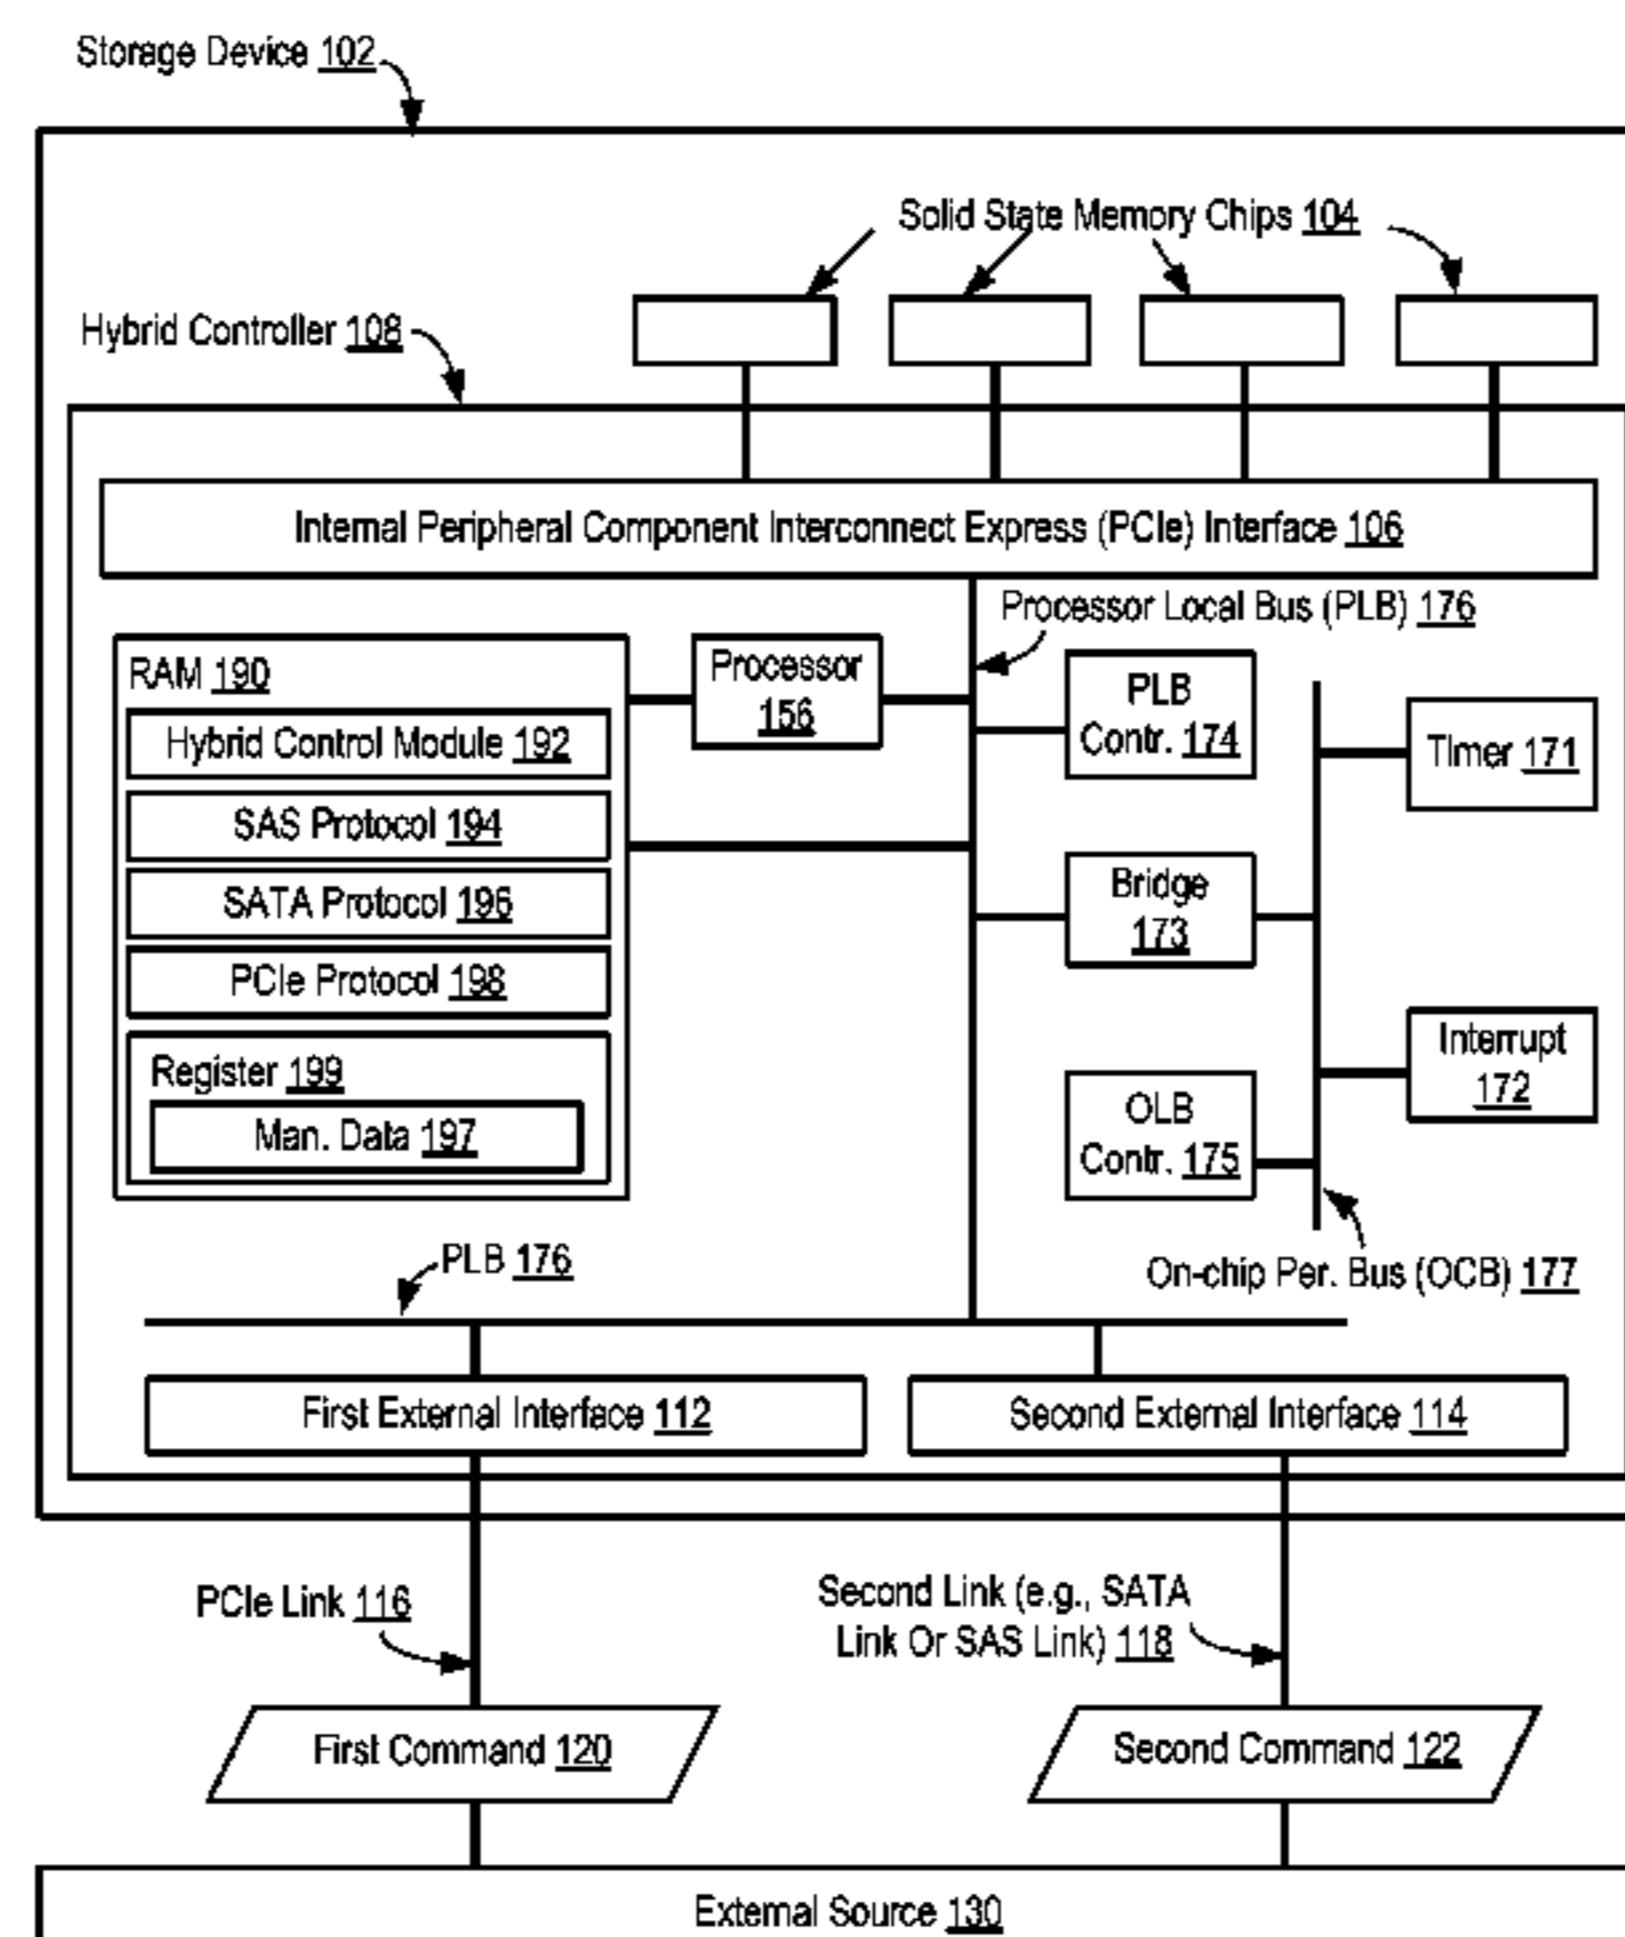 Storage Device 102
Solid State Memory Chips 104
Hybrid Controller 108
Internal Peripheral Component Interconnect Express (PCIe) Interface 106
Processor Local Bus (PLB) 176
RAM 190
Hybrid Control Module 192
SAS Protocol 194
SATA Protocol 196
PCIe Protocol 198
Register 199
Man. Data 197
Processor
156
PLB
Contr. 174
Timer 171
Bridge
173
Interrupt
172
OLB
Contr. 175
On-chip Per. Bus (OCB) 177
PLB 176
First External Interface 112
Second External Interface 114
PCIe Link 116
Second Link (e.g., SATA
Link Or SAS Link) 118
First Command 120
Second Command 122
External Source 130